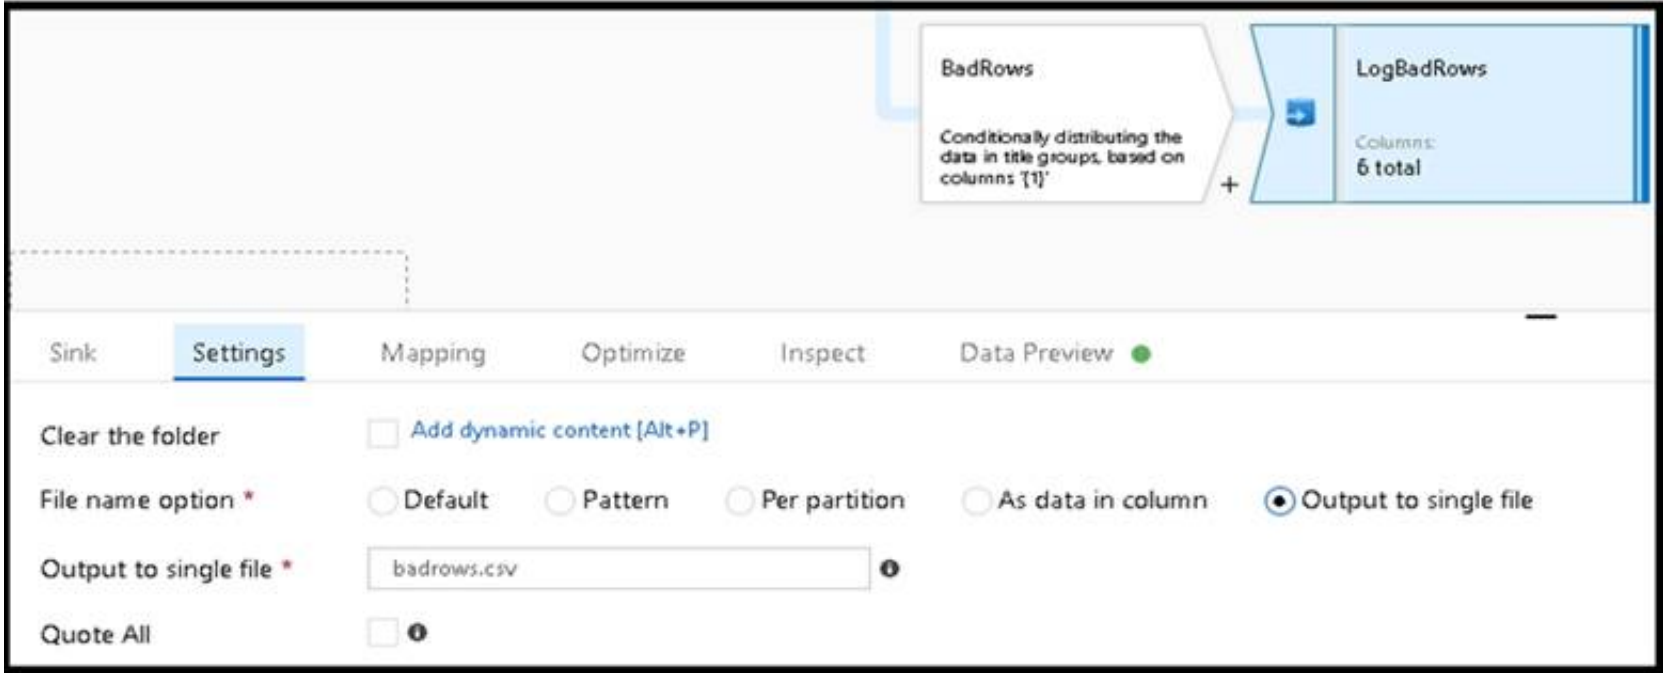 BadRows
Conditionally distributing the
data in title groups, based on
columns '{1}'
+
LogBadRows
Columns:
6 total
Sink Settings Mapping Optimize Inspect Data Preview
Clear the folder Add dynamic content [Alt+P]
File name option * Default Pattern Per partition As data in column Output to single file
Output to single file * badrows.csv
Quote All